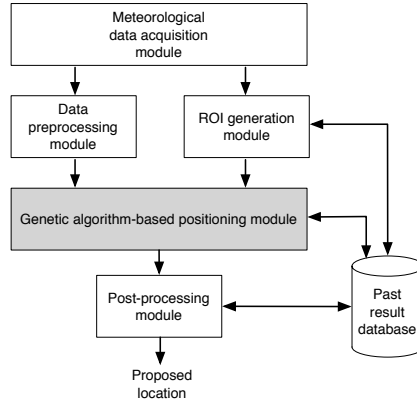 Meteorological
data acquisition
module
Data
preprocessing
module
ROI generation
module
Genetic algorithm-based positioning module
Post-processing
module
Past
result
database
Proposed
location